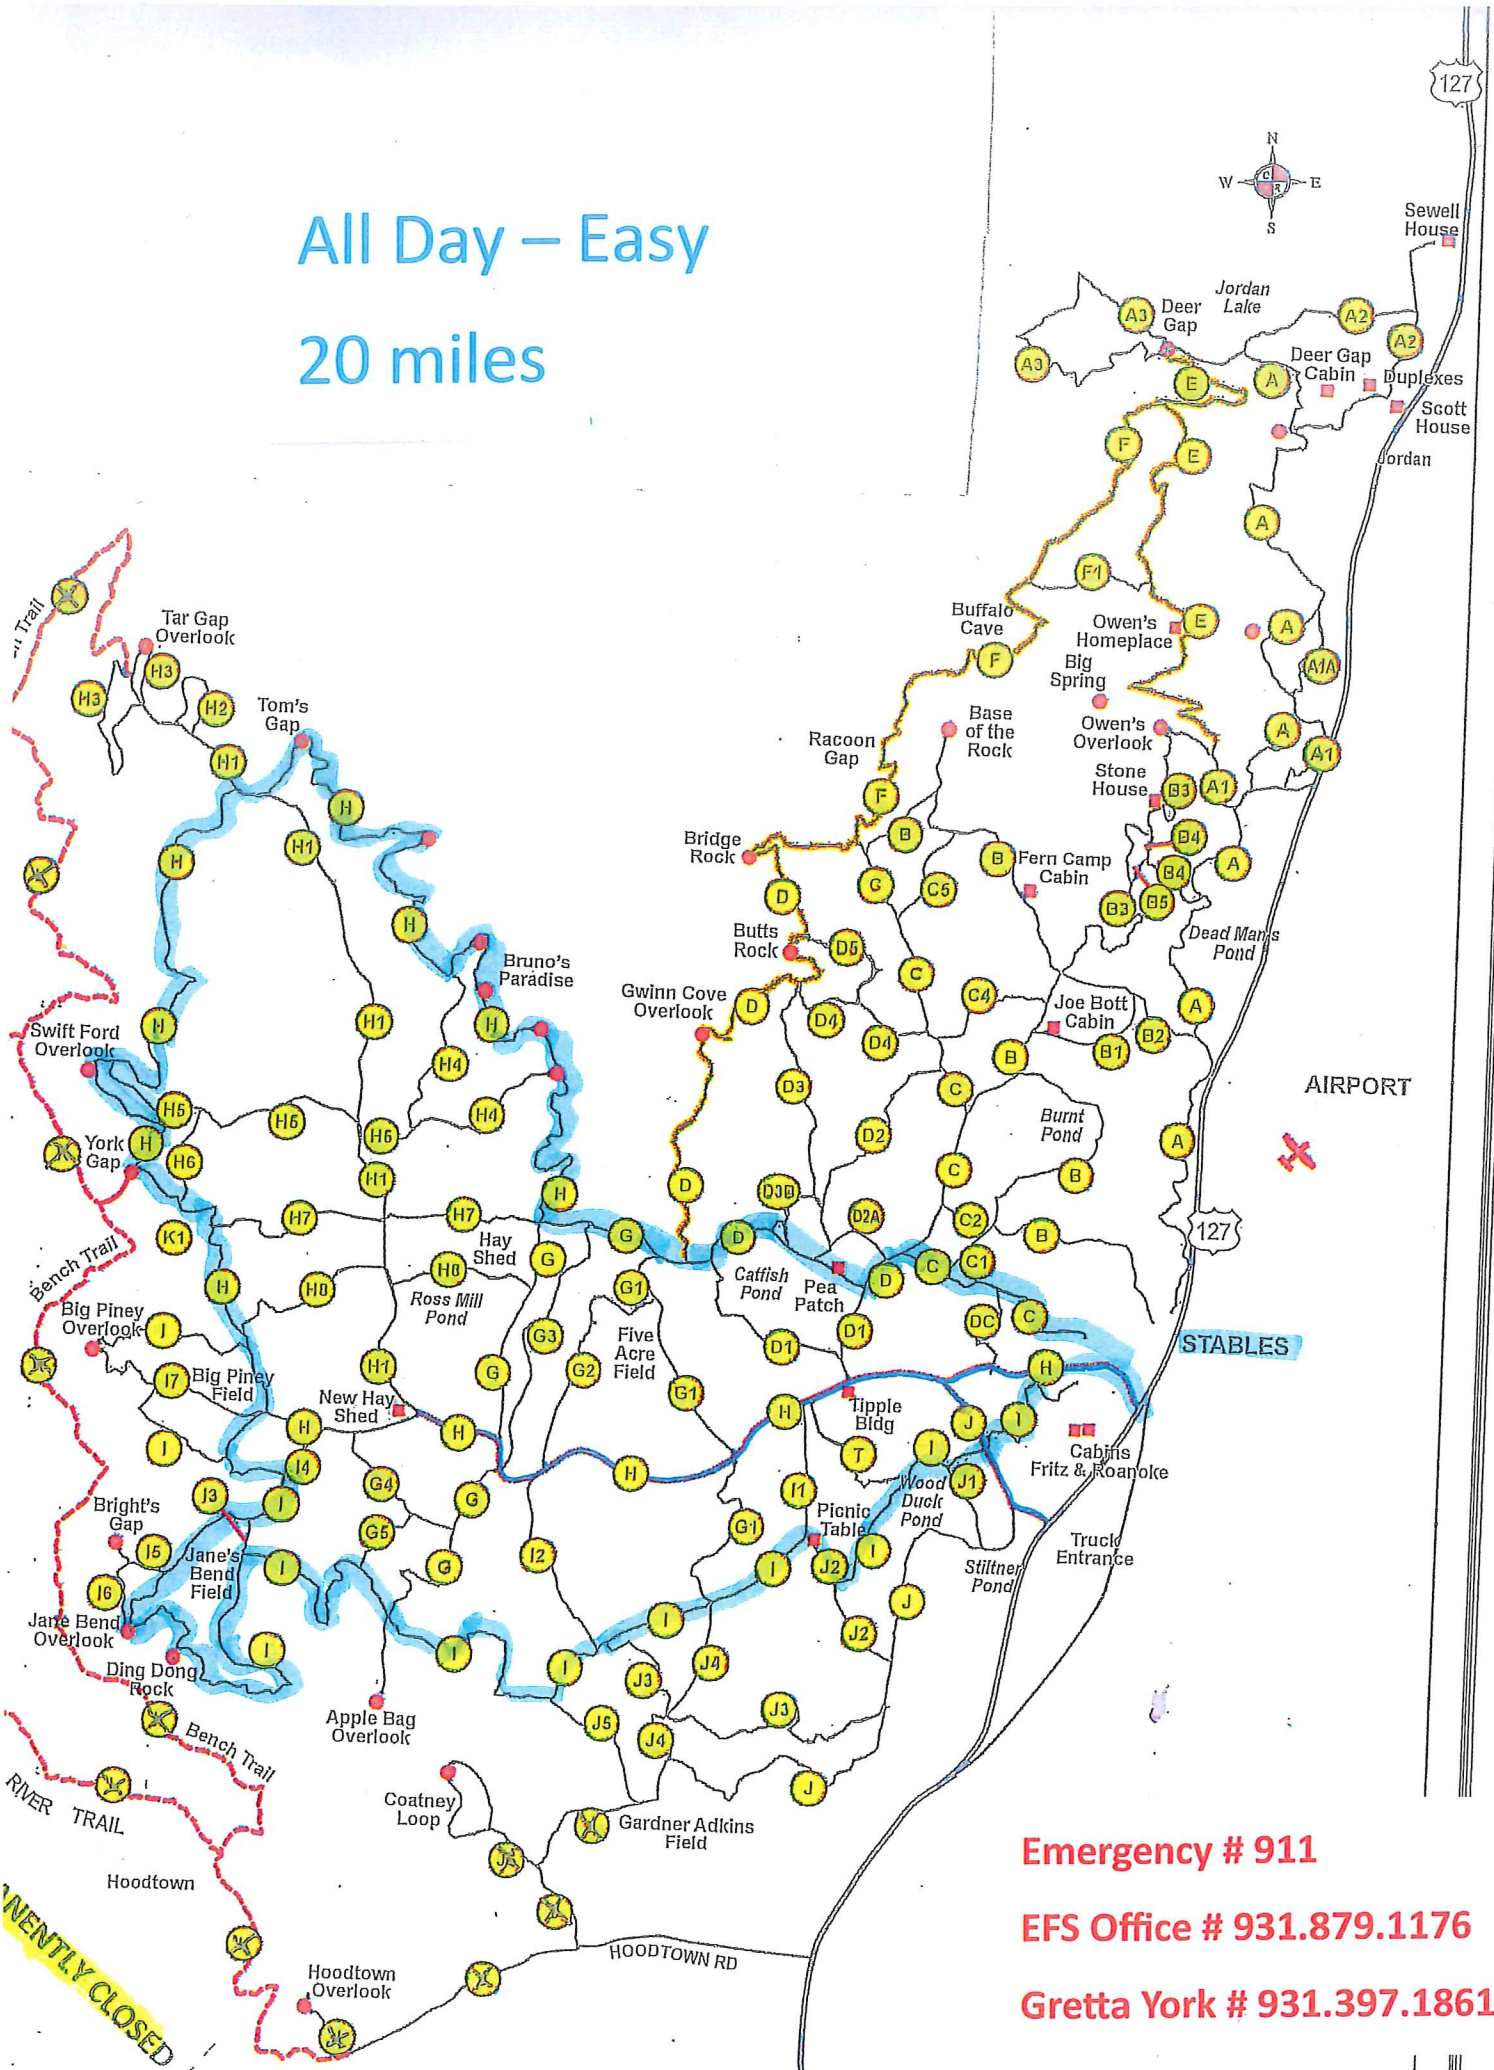 127
All Day – Easy
20 miles
N
W
E
S
C
R
Sewell
House
Jordan
Lake
A3
Deer
Gap
A2
A2
A3
Deer Gap
Cabin
Duplexes
E
A
Scott
House
F
E
Jordan
A
F1
Buffalo
Cave
Owen's
Homeplace
E
A
A1A
F
Big
Spring
Trail
Tar Gap
Overlook
H3
H3
H2
Tom's
Gap
Base
of the
Rock
Owen's
Overlook
A
A1
Racoon
Gap
H1
Stone
House
B3
A1
F
H
B
B4
Bridge
Rock
H1
H
B
Fern Camp
Cabin
A
B4
D
G
C5
B5
B3
H
Butts
Rock
D5
Dead Man's
Pond
Bruno's
Paradise
C
Gwinn Cove
Overlook
D
C4
Joe Bott
Cabin
A
H
H1
H
D4
B2
Swift Ford
Overlook
D4
B
B1
H4
D3
C
AIRPORT
H5
H5
H4
Burnt
Pond
York
Gap
H
H6
H6
D2
A
H1
C
B
D
D3B
H
H7
H7
D2A
C2
B
127
K1
Hay
Shed
G
D
G
C
C1
Bench Trail
H
H8
H8
Ross Mill
Pond
G1
Catfish
Pond
Pea
Patch
D
Big Piney
Overlook
J
G3
Five
Acre
Field
D1
D1
DC
C
STABLES
I7
Big Piney
Field
H1
G
G2
G1
H
New Hay
Shed
H
H
H
Tipple
Bldg
J
I
I
I
T
Cabins
Fritz & Roanoke
I4
H
G4
G
I1
Wood
Duck
Pond
J1
I3
I
Bright's
Gap
G5
G1
Picnic
Table
Truck
Entrance
I5
Jane's
Bend
Field
I
G
I2
I
J2
I
Stiltner
Pond
I6
J
Jane Bend
Overlook
I
I
I
J2
Ding Dong
Rock
I
J3
J4
J3
Apple Bag
Overlook
J5
J4
Bench Trail
J
RIVER TRAIL
Coatney
Loop
Gardner Adkins
Field
J
Hoodtown
HOODTOWN RD
Hoodtown
Overlook
NENTLY CLOSED
Emergency # 911
EFS Office # 931.879.1176
Gretta York # 931.397.1861